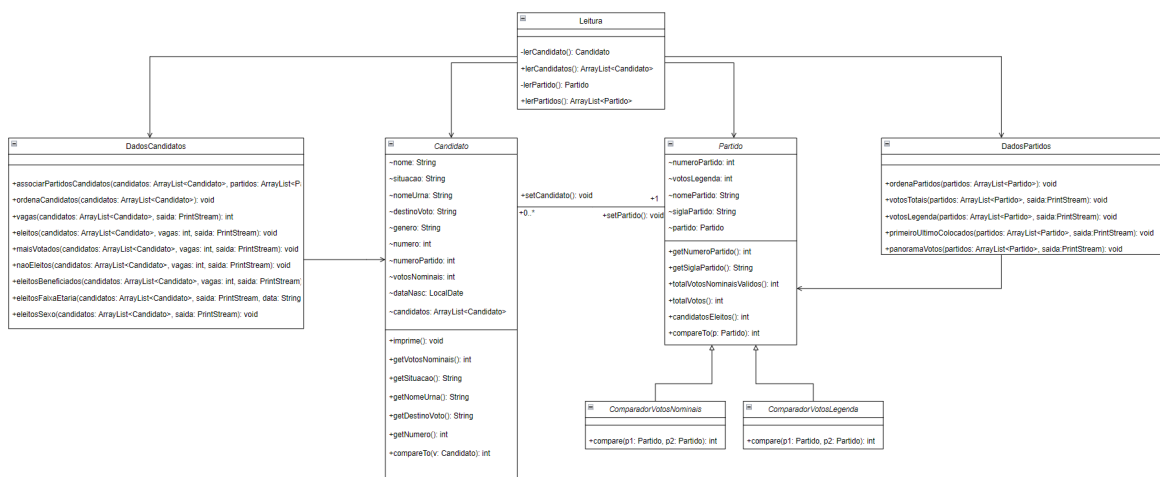 Leitura
-lerCandidato(): Candidato
+lerCandidatos(): ArrayList<Candidato>
-lerPartido(): Partido
+lerPartidos(): ArrayList<Partido>
DadosCandidatos
+associarPartidosCandidatos(candidatos: ArrayList<Candidato>, partidos: ArrayList<P
+ordenaCandidatos(candidatos: ArrayList<Candidato>): void
+vagas(candidatos: ArrayList<Candidato>, saida: PrintStream): int
+eleitos(candidatos: ArrayList<Candidato>, vagas: int, saida: PrintStream): void
+maisVotados(candidatos: ArrayList<Candidato>, vagas: int, saida: PrintStream): void
+naoEleitos(candidatos: ArrayList<Candidato>, vagas: int, saida: PrintStream): void
+eleitosBeneficiados(candidatos: ArrayList<Candidato>, vagas: int, saida: PrintStream)
+eleitosFaixaEtaria(candidatos: ArrayList<Candidato>, saida: PrintStream, data: String
+eleitosSexo(candidatos: ArrayList<Candidato>, saida: PrintStream): void
Candidato
~nome: String
~situacao: String
~nomeUrna: String
~destinoVoto: String
~genero: String
~numero: int
~numeroPartido: int
~votosNominais: int
~dataNasc: LocalDate
~candidatos: ArrayList<Candidato>
+imprime(): void
+getVotosNominais(): int
+getSituacao(): String
+getNomeUrna(): String
+getDestinoVoto(): String
+getNumero(): int
+compareTo(v: Candidato): int
+setCandidato(): void
+1
+0..*
+setPartido(): void
Partido
~numeroPartido: int
~votosLegenda: int
~nomePartido: String
~siglaPartido: String
~partido: Partido
+getNumeroPartido(): int
+getSiglaPartido(): String
+totalVotosNominaisValidos(): int
+totalVotos(): int
+candidatosEleitos(): int
+compareTo(p: Partido): int
DadosPartidos
+ordenaPartidos(partidos: ArrayList<Partido>): void
+votosTotais(partidos: ArrayList<Partido>, saida: PrintStream): void
+votosLegenda(partidos: ArrayList<Partido>, saida:PrintStream): void
+primeiroUltimoColocados(partidos: ArrayList<Partido>, saida:PrintStream): void
+panoramaVotos(partidos: ArrayList<Partido>, saida:PrintStream): void
ComparadorVotosNominais
+compare(p1: Partido, p2: Partido): int
ComparadorVotosLegenda
+compare(p1: Partido, p2: Partido): int